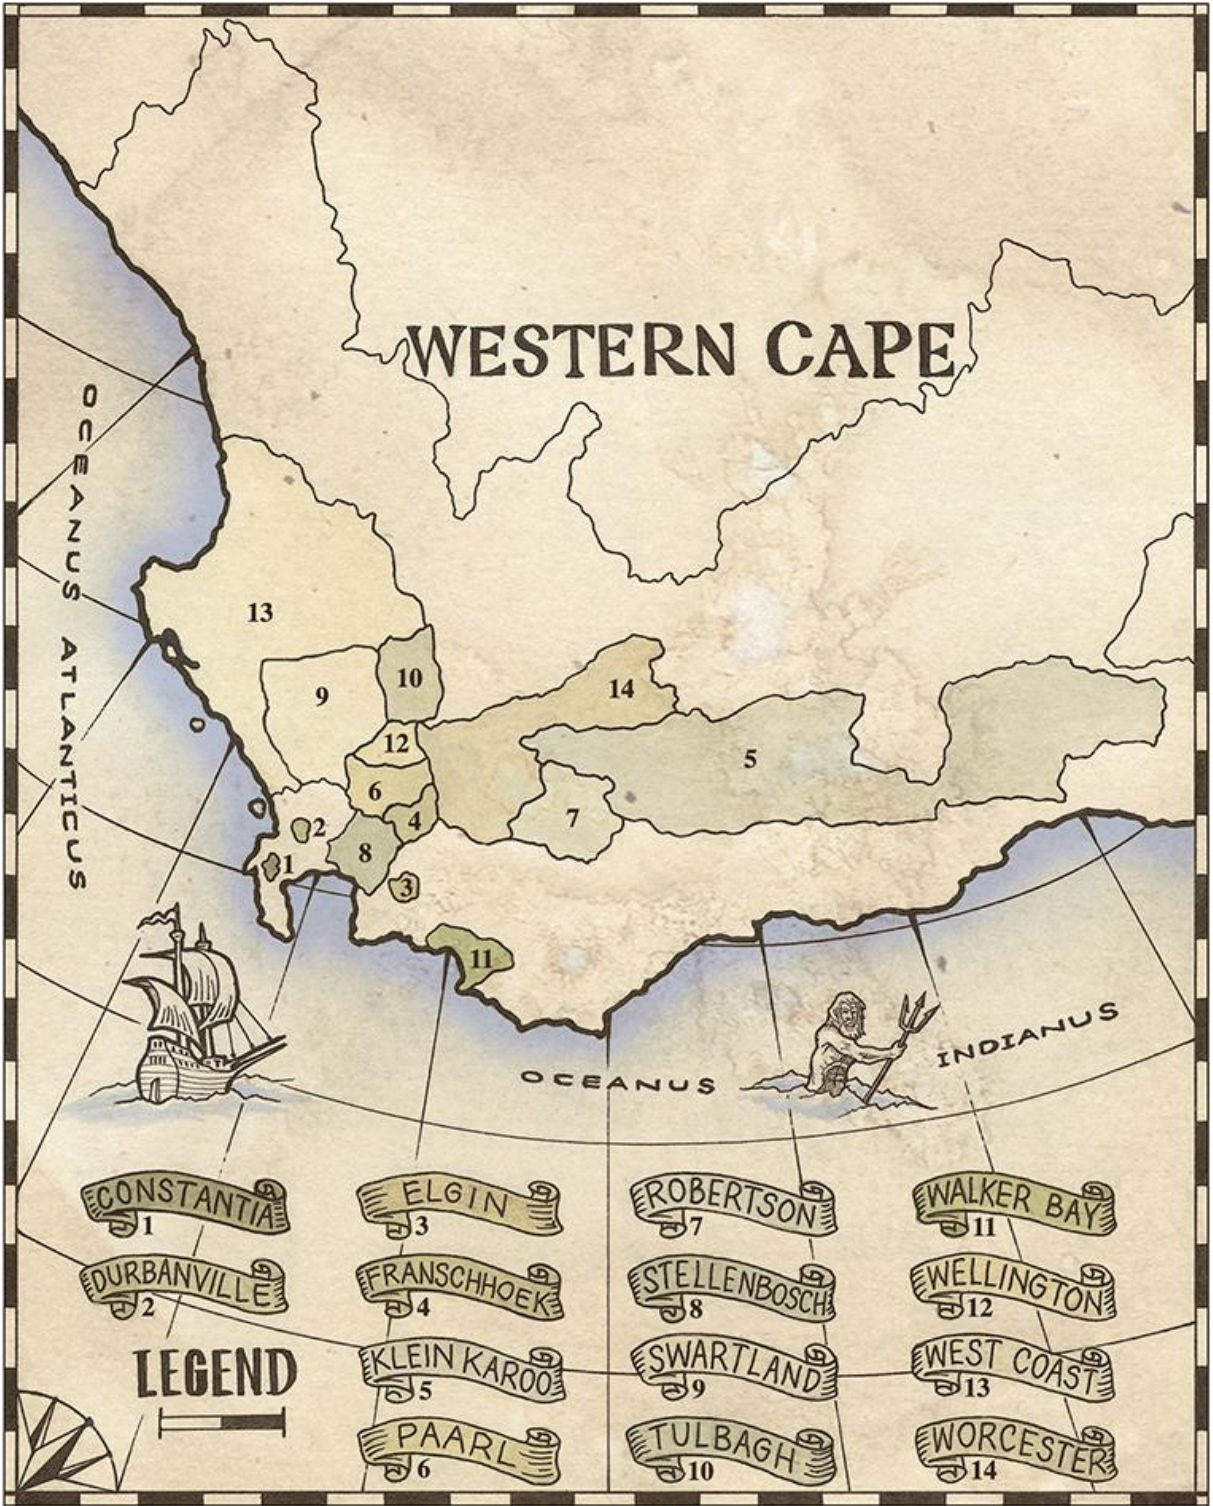 WESTERN CAPE
OCEANUS ATLANTICUS
13
9
10
14
12
5
6
4
7
2
8
1
3
11
OCEANUS INDIANUS
CONSTANTIA
1
ELGIN
3
ROBERTSON
7
WALKER BAY
11
DURBANVILLE
2
FRANSCHHOEK
4
STELLENBOSCH
8
WELLINGTON
12
LEGEND
KLEIN KAROO
5
SWARTLAND
9
WEST COAST
13
PAARL
6
TULBAGH
10
WORCESTER
14